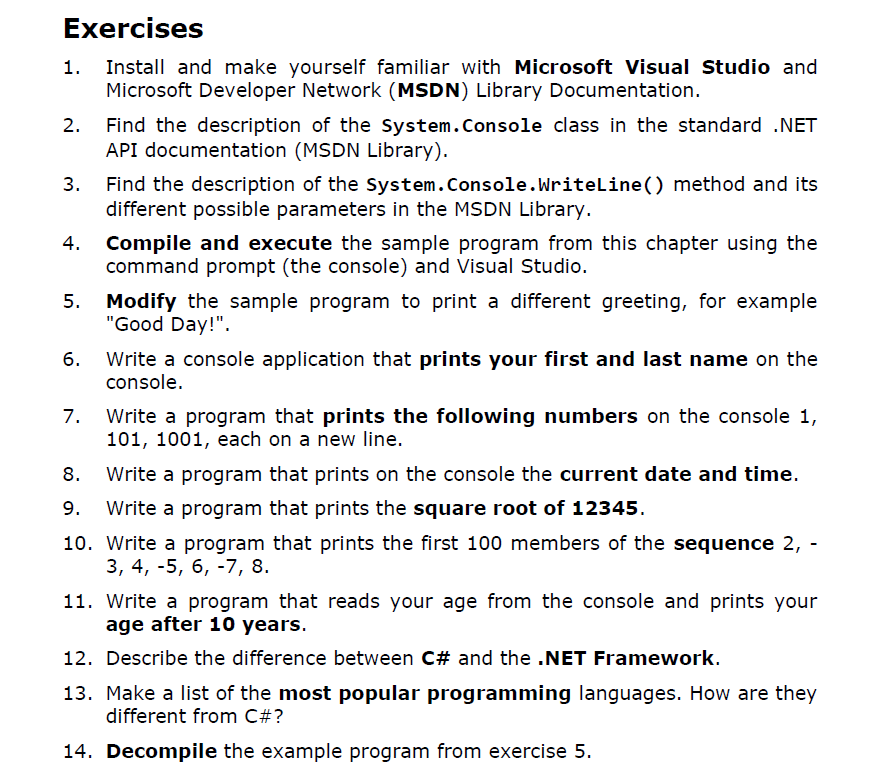 Exercises
1. Install and make yourself familiar with Microsoft Visual Studio and
Microsoft Developer Network (MSDN) Library Documentation.
2. Find the description of the System.Console class in the standard .NET
API documentation (MSDN Library).
3. Find the description of the System.Console.WriteLine() method and its
different possible parameters in the MSDN Library.
4. Compile and execute the sample program from this chapter using the
command prompt (the console) and Visual Studio.
5. Modify the sample program to print a different greeting, for example
"Good Day!".
6. Write a console application that prints your first and last name on the
console.
7. Write a program that prints the following numbers on the console 1,
101, 1001, each on a new line.
8. Write a program that prints on the console the current date and time.
9. Write a program that prints the square root of 12345.
10. Write a program that prints the first 100 members of the sequence 2, -
3, 4, -5, 6, -7, 8.
11. Write a program that reads your age from the console and prints your
age after 10 years.
12. Describe the difference between C# and the .NET Framework.
13. Make a list of the most popular programming languages. How are they
different from C#?
14. Decompile the example program from exercise 5.